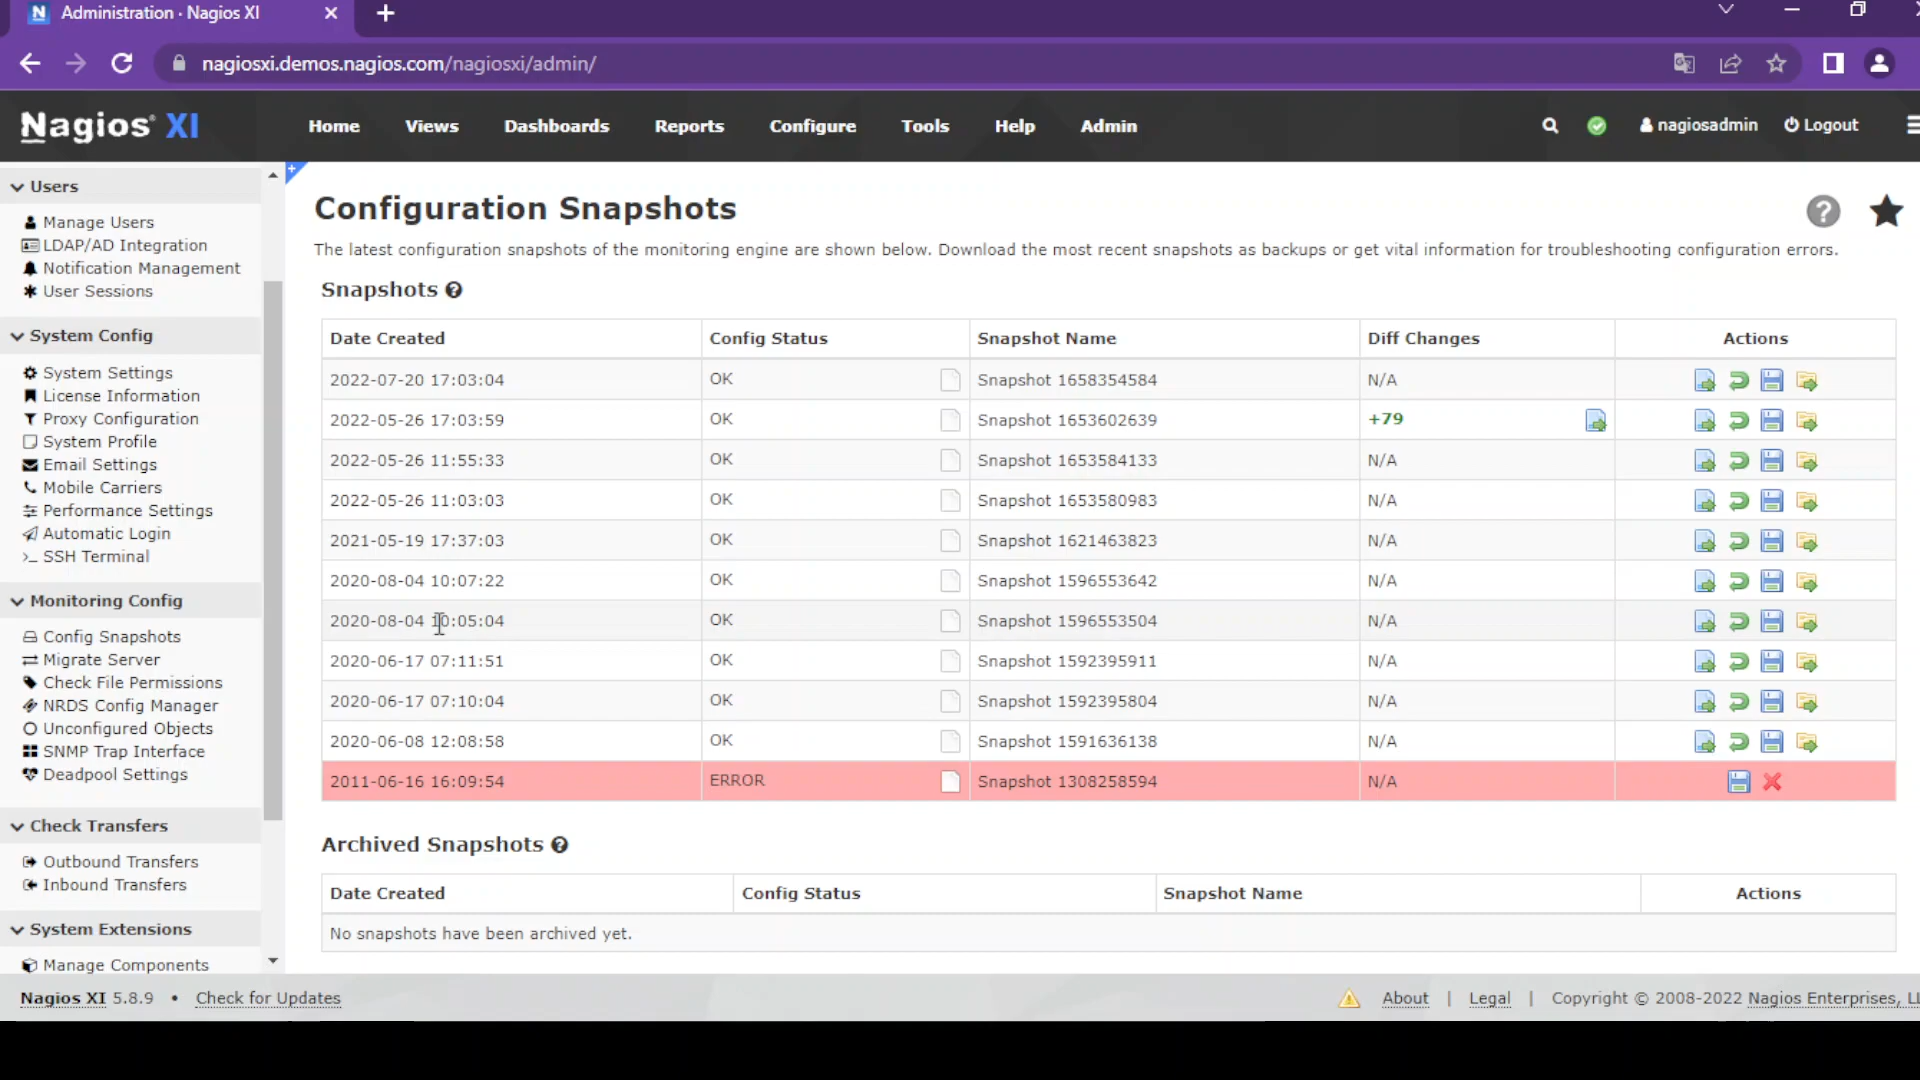 Administration · Nagios XI
nagiosxi.demos.nagios.com/nagiosxi/admin/
Nagios® XI Home Views Dashboards Reports Configure Tools Help Admin nagiosadmin Logout
Users
Manage Users
LDAP/AD Integration
Notification Management
User Sessions
System Config
System Settings
License Information
Proxy Configuration
System Profile
Email Settings
Mobile Carriers
Performance Settings
Automatic Login
SSH Terminal
Monitoring Config
Config Snapshots
Migrate Server
Check File Permissions
NRDS Config Manager
Unconfigured Objects
SNMP Trap Interface
Deadpool Settings
Check Transfers
Outbound Transfers
Inbound Transfers
System Extensions
Manage Components
Configuration Snapshots
The latest configuration snapshots of the monitoring engine are shown below. Download the most recent snapshots as backups or get vital information for troubleshooting configuration errors.
Snapshots
Date Created Config Status Snapshot Name Diff Changes Actions
2022-07-20 17:03:04 OK Snapshot 1658354584 N/A
2022-05-26 17:03:59 OK Snapshot 1653602639 +79
2022-05-26 11:55:33 OK Snapshot 1653584133 N/A
2022-05-26 11:03:03 OK Snapshot 1653580983 N/A
2021-05-19 17:37:03 OK Snapshot 1621463823 N/A
2020-08-04 10:07:22 OK Snapshot 1596553642 N/A
2020-08-04 10:05:04 OK Snapshot 1596553504 N/A
2020-06-17 07:11:51 OK Snapshot 1592395911 N/A
2020-06-17 07:10:04 OK Snapshot 1592395804 N/A
2020-06-08 12:08:58 OK Snapshot 1591636138 N/A
2011-06-16 16:09:54 ERROR Snapshot 1308258594 N/A
Archived Snapshots
Date Created Config Status Snapshot Name Actions
No snapshots have been archived yet.
Nagios XI 5.8.9 • Check for Updates About | Legal | Copyright © 2008-2022 Nagios Enterprises, LL